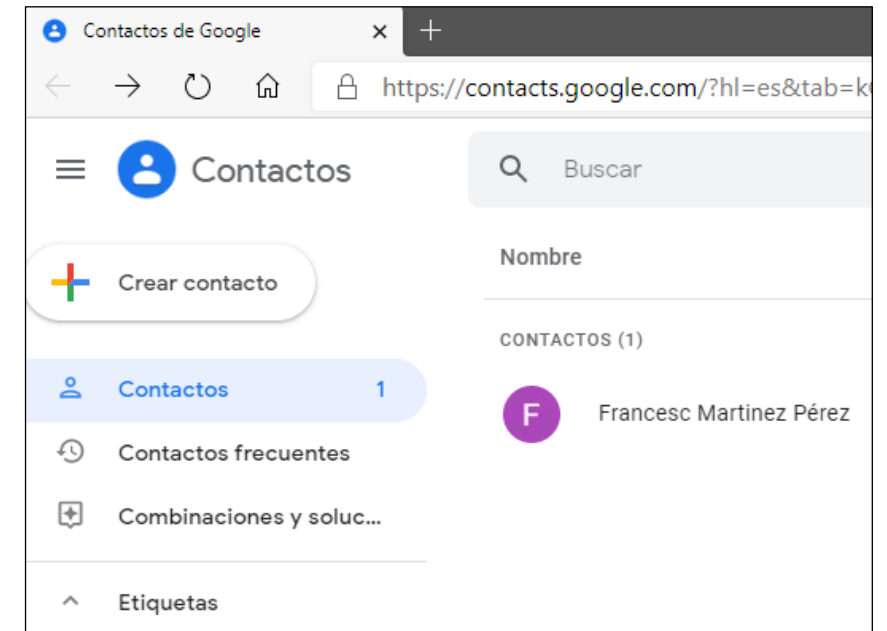 Contactos de Google
https://contacts.google.com/?hl=es&tab=k
Contactos
Buscar
Crear contacto
Nombre
CONTACTOS (1)
Contactos 1
F Francesc Martinez Pérez
Contactos frecuentes
Combinaciones y soluc...
Etiquetas